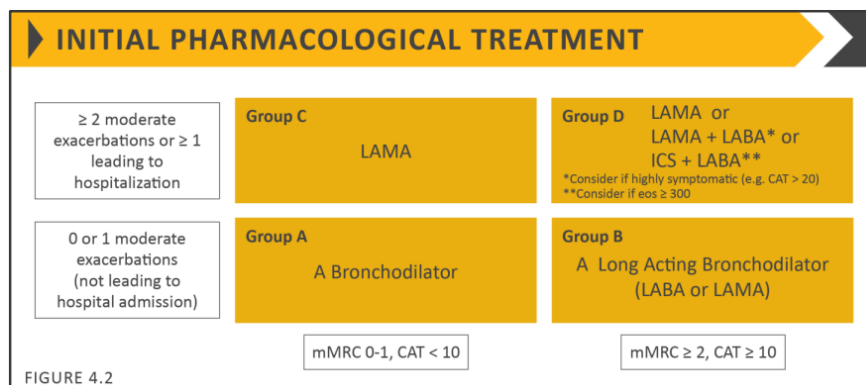 INITIAL PHARMACOLOGICAL TREATMENT
≥ 2 moderate
exacerbations or ≥ 1
leading to
hospitalization
Group C
LAMA
Group D
LAMA or
LAMA + LABA* or
ICS + LABA**
*Consider if highly symptomatic (e.g. CAT > 20)
**Consider if eos ≥ 300
0 or 1 moderate
exacerbations
(not leading to
hospital admission)
Group A
A Bronchodilator
Group B
A Long Acting Bronchodilator
(LABA or LAMA)
mMRC 0-1, CAT < 10
mMRC ≥ 2, CAT ≥ 10
FIGURE 4.2